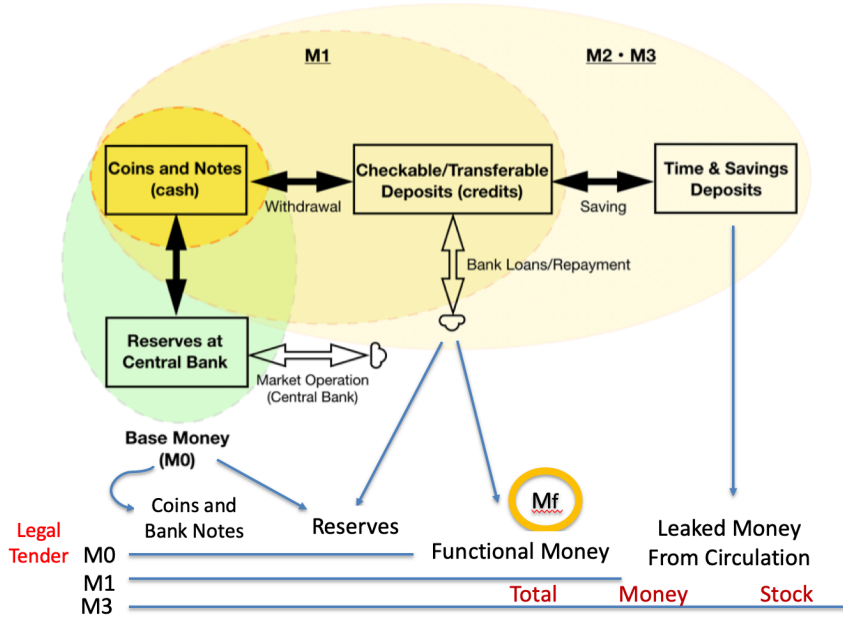 M1
M2・M3
Coins and Notes
(cash)
Withdrawal
Checkable/Transferable
Deposits (credits)
Saving
Time & Savings
Deposits
Bank Loans/Repayment
Reserves at
Central Bank
Market Operation
(Central Bank)
Base Money
(M0)
Coins and
Bank Notes
Reserves
Mf
Functional Money
Leaked Money
From Circulation
Legal
Tender
M0
M1
Total Money Stock
M3